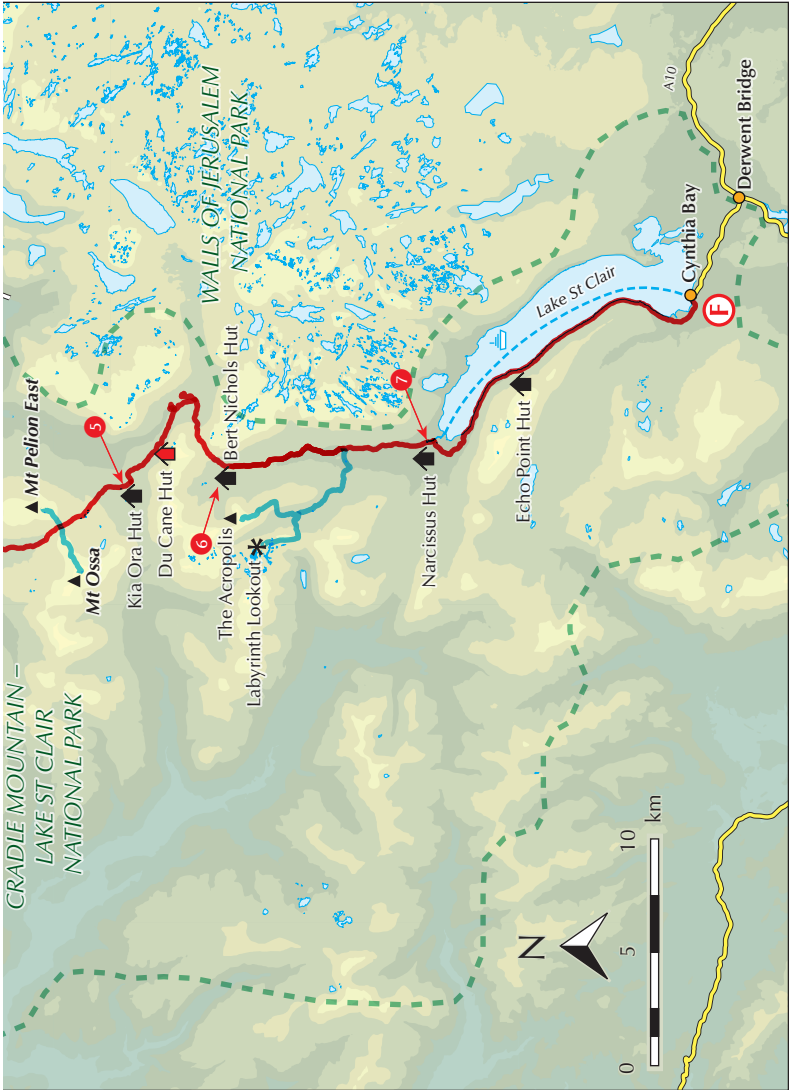 CRADLE MOUNTAIN –
LAKE ST CLAIR
NATIONAL PARK
WALLS OF JERUSALEM
NATIONAL PARK
Mt Pelion East
Mt Ossa
5
Kia Ora Hut
Du Cane Hut
6
Bert Nichols Hut
The Acropolis
Labyrinth Lookout
7
Narcissus Hut
Echo Point Hut
Lake St Clair
Cynthia Bay
F
A10
Derwent Bridge
N
0 5 10
km